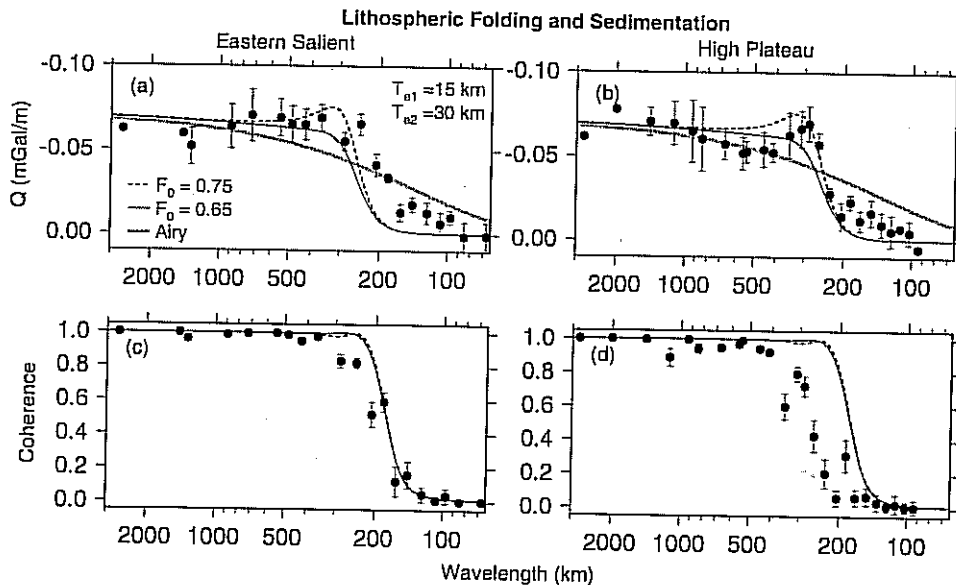 Lithospheric Folding and Sedimentation
Eastern Salient
High Plateau
-0.10
-0.05
0.00
Q (mGal/m)
(a)
Te1 =15 km
Te2 =30 km
F0 = 0.75
F0 = 0.65
Airy
2000 1000 500 200 100
-0.10
-0.05
-0.00
(b)
2000 1000 500 200 100
1.0
0.8
0.6
0.4
0.2
0.0
Coherence
(c)
2000 1000 500 200 100
1.0
0.8
0.6
0.4
0.2
0.0
(d)
2000 1000 500 200 100
Wavelength (km)